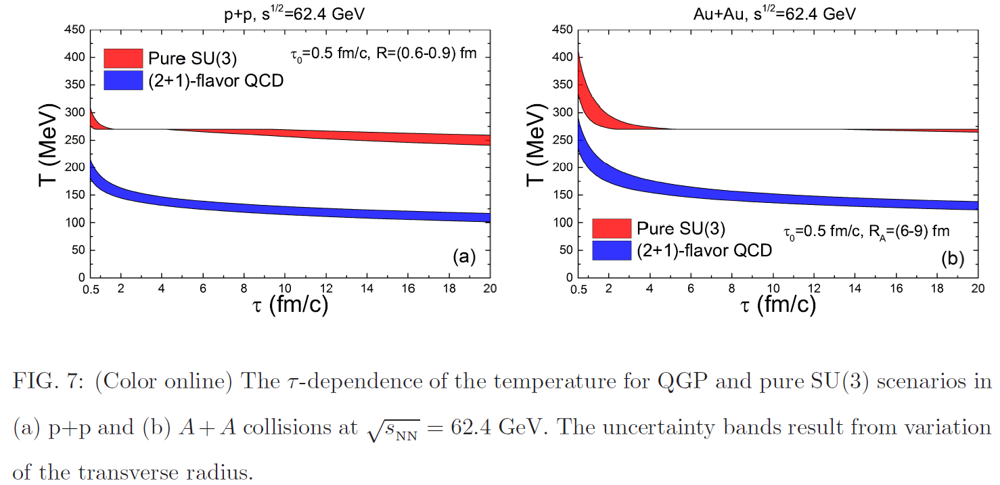 p+p, s^1/2=62.4 GeV
450
400
350
300
250
200
150
100
50
0
T (MeV)
Pure SU(3)
(2+1)-flavor QCD
τ0=0.5 fm/c, R=(0.6-0.9) fm
(a)
0.5 2 4 6 8 10 12 14 16 18 20
τ (fm/c)
Au+Au, s^1/2=62.4 GeV
450
400
350
300
250
200
150
100
50
0
T (MeV)
Pure SU(3)
(2+1)-flavor QCD
τ0=0.5 fm/c, RA=(6-9) fm
(b)
0.5 2 4 6 8 10 12 14 16 18 20
τ (fm/c)
FIG. 7: (Color online) The τ-dependence of the temperature for QGP and pure SU(3) scenarios in
(a) p+p and (b) A + A collisions at √sNN = 62.4 GeV. The uncertainty bands result from variation
of the transverse radius.